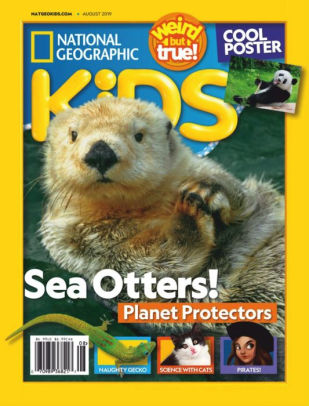 NATGEOKIDS.COM • AUGUST 2019
NATIONAL
GEOGRAPHIC
KiDS
weird
but
true!
COOL
POSTER
Sea Otters!
Planet Protectors
08
NAUGHTY GECKO
SCIENCE WITH CATS
PIRATES!